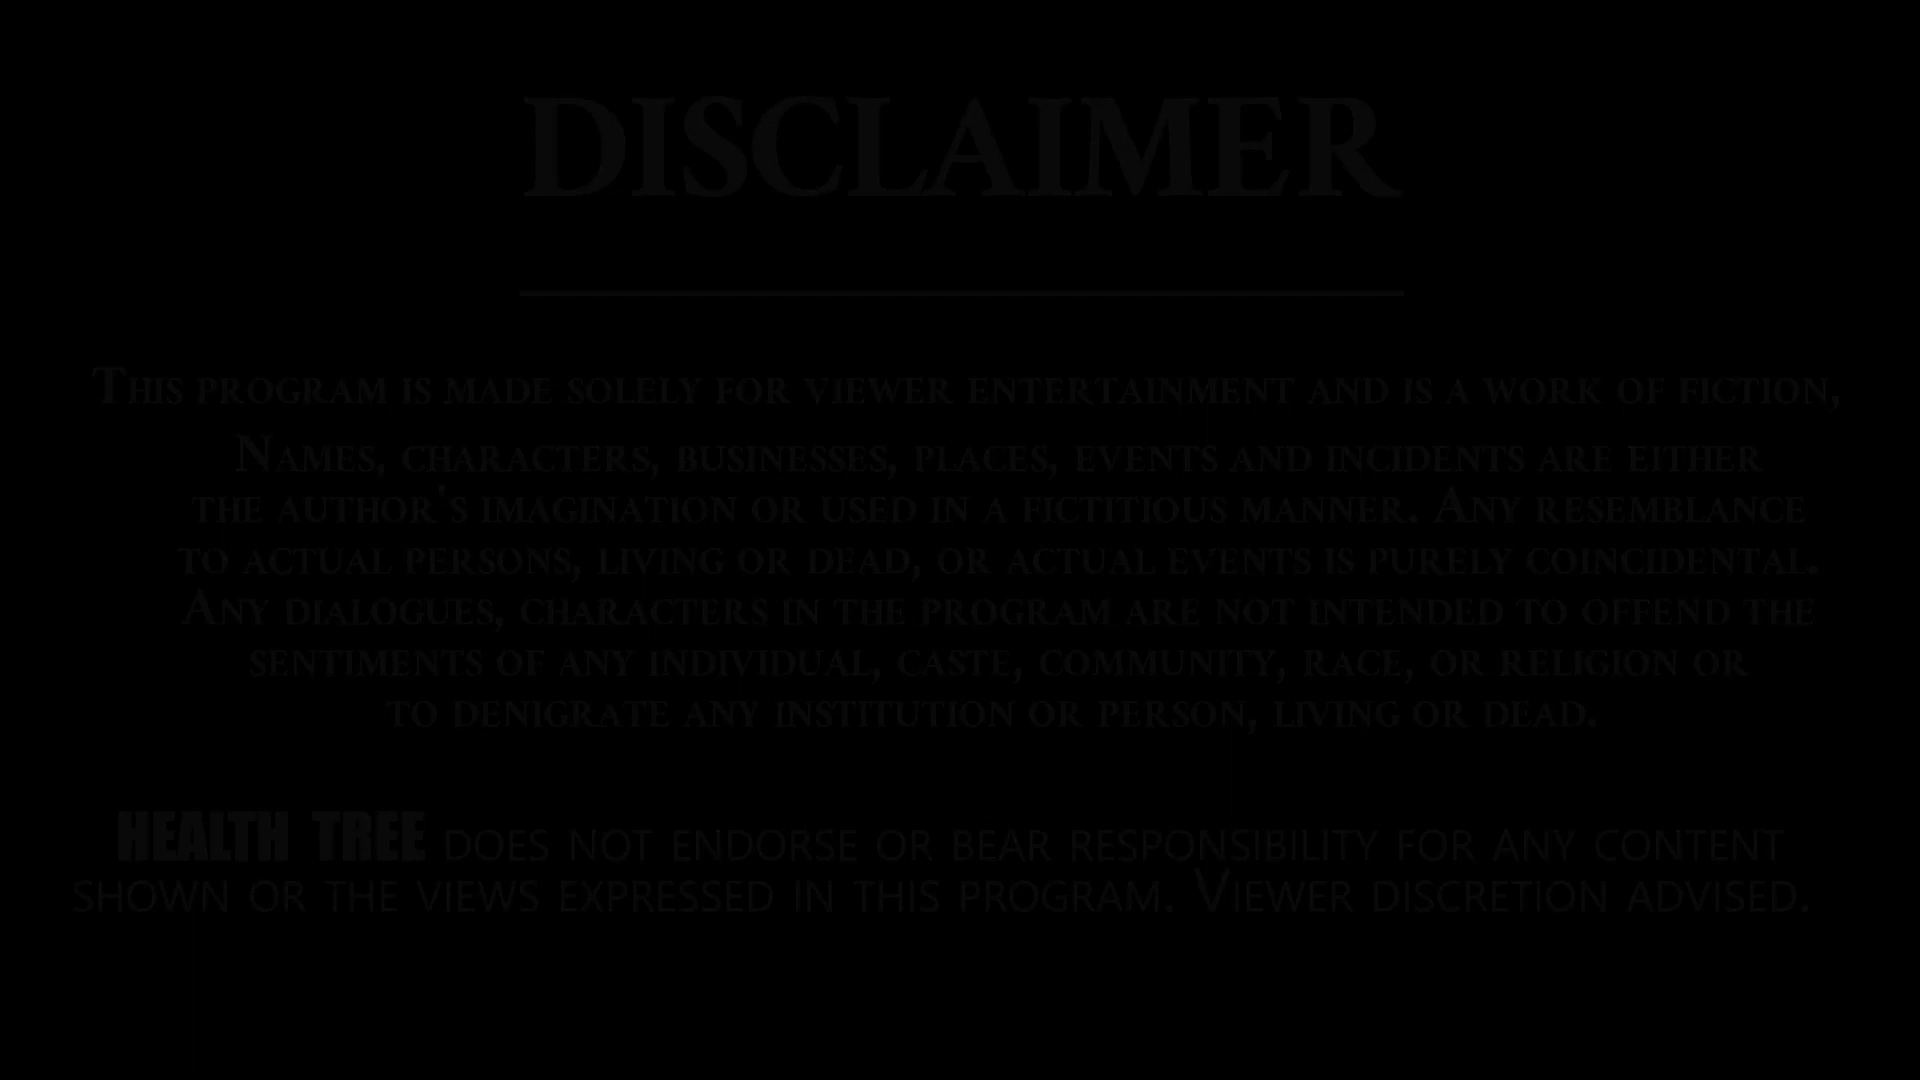 DISCLAIMER
This program is made solely for viewer entertainment and is a work of fiction,
Names, characters, businesses, places, events and incidents are either
the author's imagination or used in a fictitious manner. Any resemblance
to actual persons, living or dead, or actual events is purely coincidental.
Any dialogues, characters in the program are not intended to offend the
sentiments of any individual, caste, community, race, or religion or
to denigrate any institution or person, living or dead.
HEALTH TREE does not endorse or bear responsibility for any content
shown or the views expressed in this program. Viewer discretion advised.